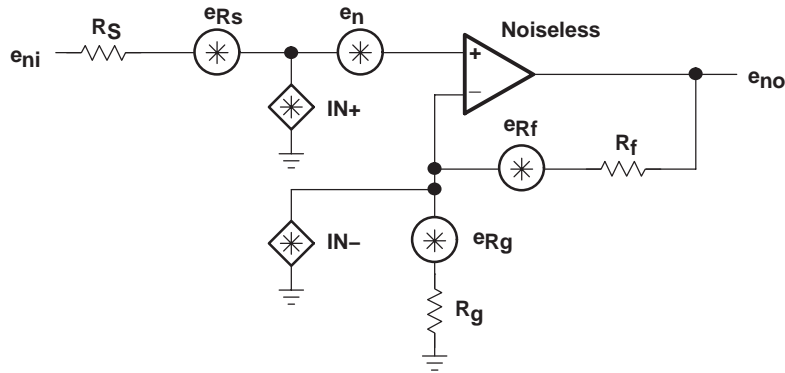 RS
eRs
en
Noiseless
eni
+
eno
IN+
−
eRf
Rf
IN−
eRg
Rg